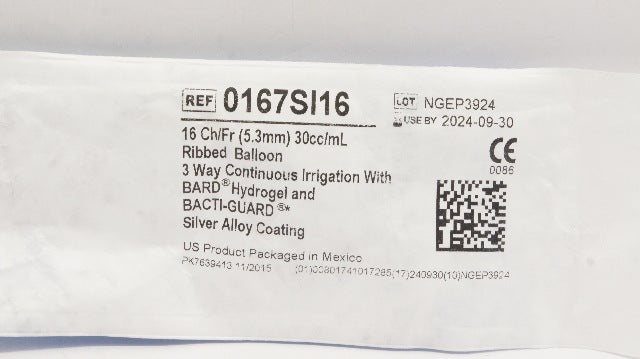 REF 0167SI16
LOT NGEP3924
USE BY 2024-09-30
16 Ch/Fr (5.3mm) 30cc/mL
Ribbed Balloon
3 Way Continuous Irrigation With
BARD® Hydrogel and
BACTI-GUARD®*
Silver Alloy Coating
CE
0086
US Product Packaged in Mexico
PK7639413 11/2015 (01)00801741017285(17)240930(10)NGEP3924